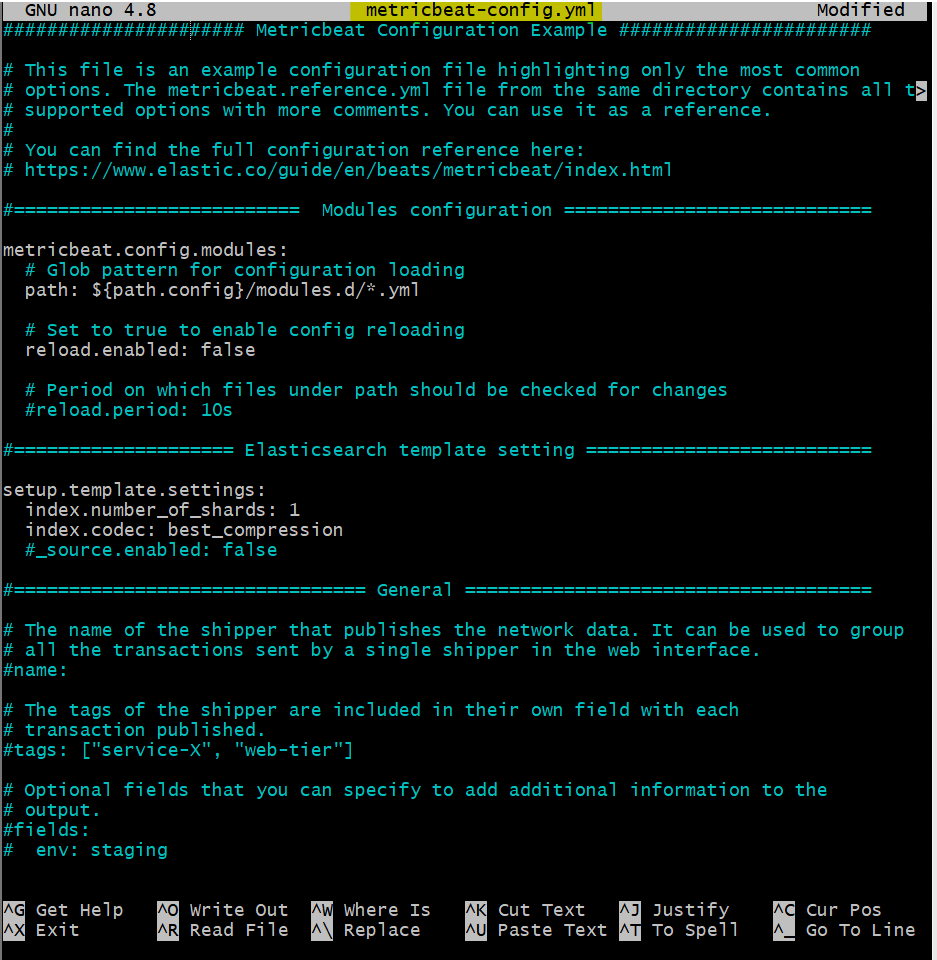 GNU nano 4.8 metricbeat-config.yml Modified
###################### Metricbeat Configuration Example #######################
# This file is an example configuration file highlighting only the most common
# options. The metricbeat.reference.yml file from the same directory contains all t>
# supported options with more comments. You can use it as a reference.
#
# You can find the full configuration reference here:
# https://www.elastic.co/guide/en/beats/metricbeat/index.html
#========================== Modules configuration ============================
metricbeat.config.modules:
# Glob pattern for configuration loading
path: ${path.config}/modules.d/*.yml
# Set to true to enable config reloading
reload.enabled: false
# Period on which files under path should be checked for changes
#reload.period: 10s
#==================== Elasticsearch template setting ==========================
setup.template.settings:
index.number_of_shards: 1
index.codec: best_compression
#_source.enabled: false
#================================ General =====================================
# The name of the shipper that publishes the network data. It can be used to group
# all the transactions sent by a single shipper in the web interface.
#name:
# The tags of the shipper are included in their own field with each
# transaction published.
#tags: ["service-X", "web-tier"]
# Optional fields that you can specify to add additional information to the
# output.
#fields:
#  env: staging
^G Get Help ^O Write Out ^W Where Is ^K Cut Text ^J Justify ^C Cur Pos
^X Exit ^R Read File ^\ Replace ^U Paste Text ^T To Spell ^_ Go To Line